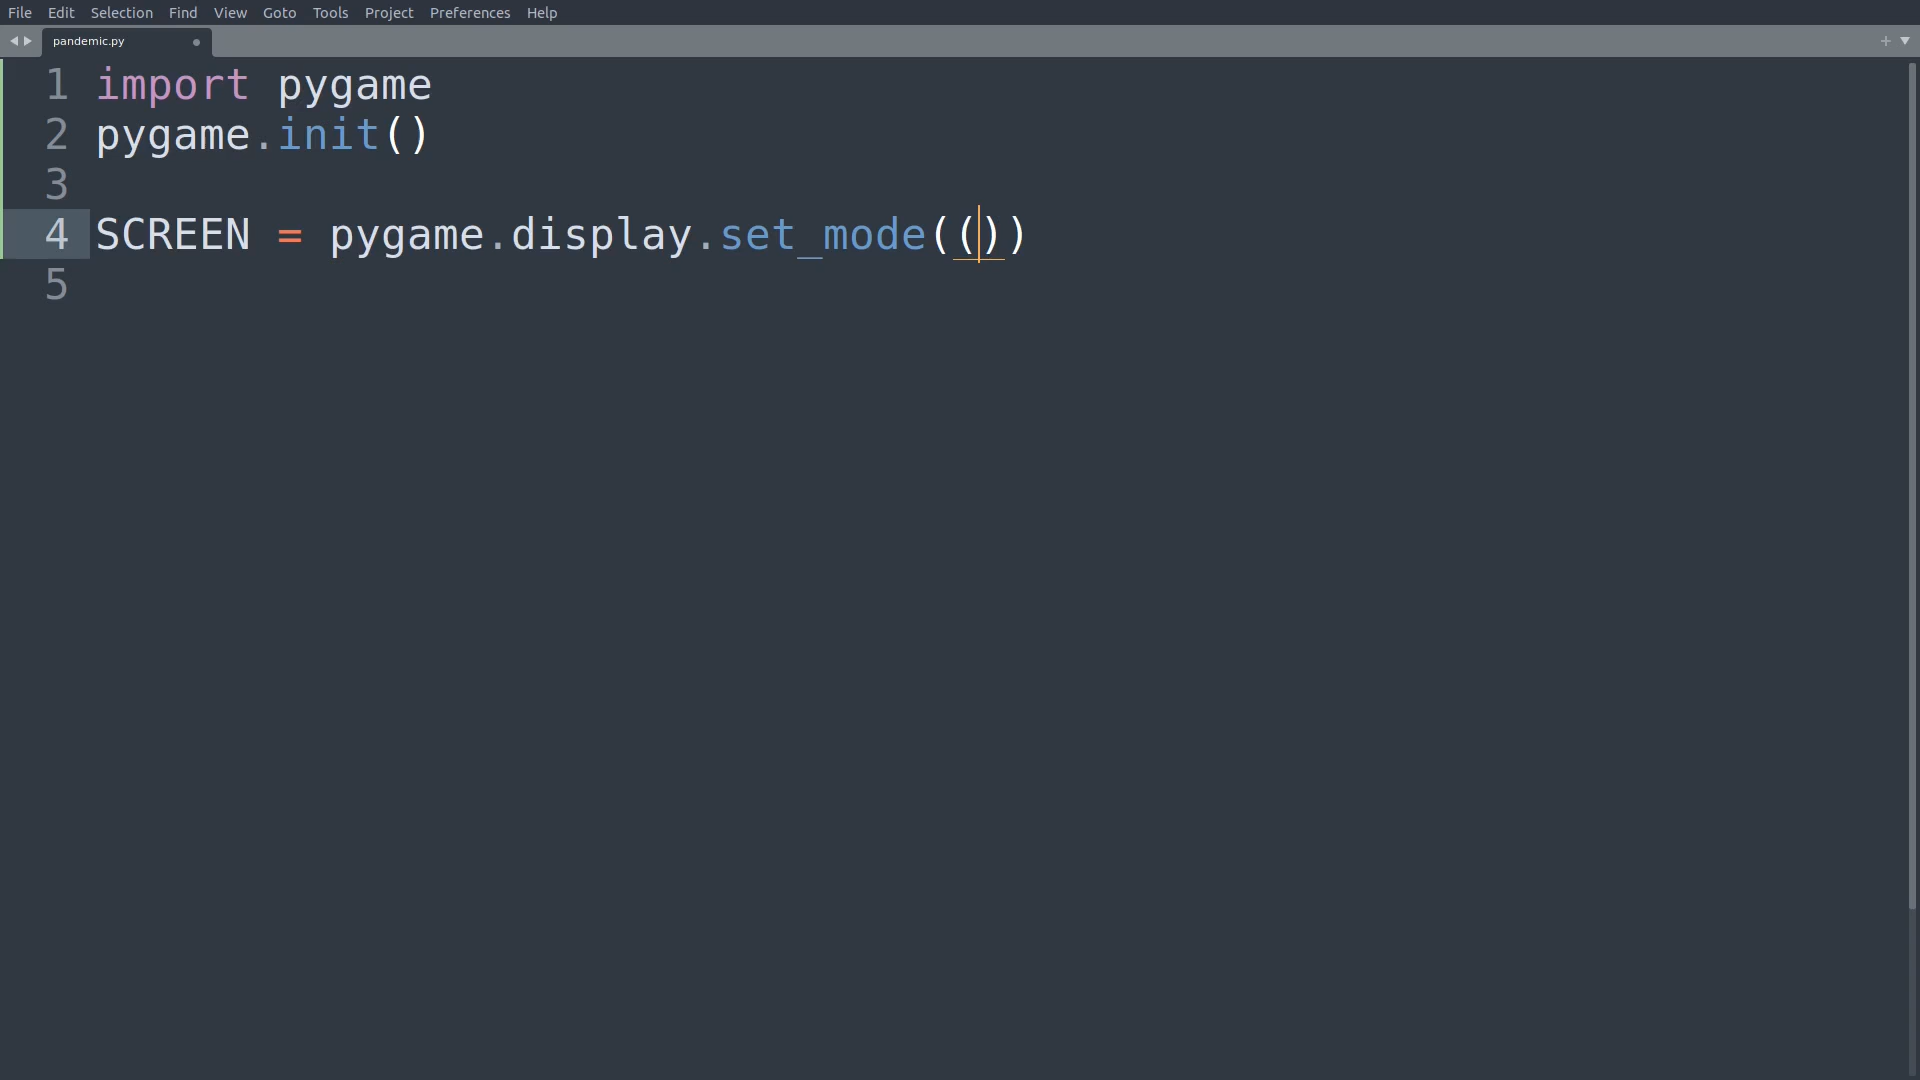 File Edit Selection Find View Goto Tools Project Preferences Help
pandemic.py
1 import pygame
2 pygame.init()
3
4 SCREEN = pygame.display.set_mode(())
5